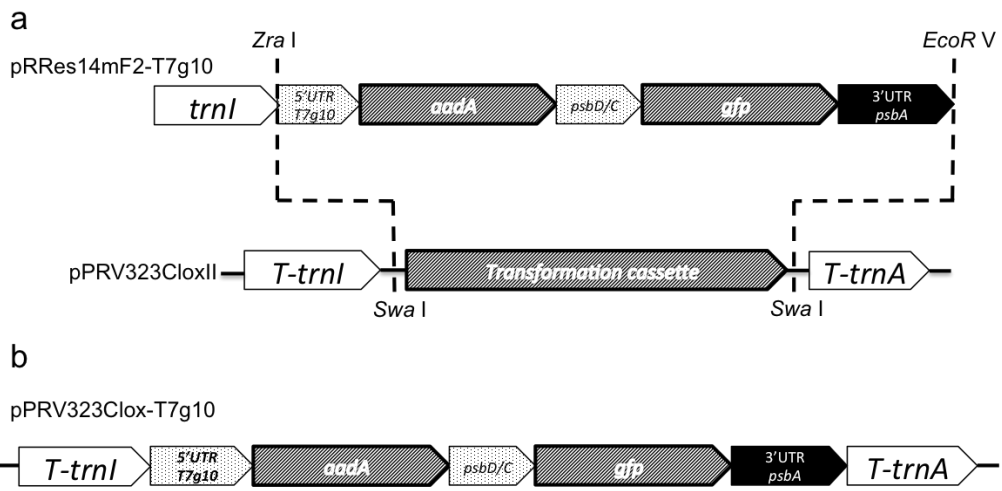 a
Zra I
EcoR V
pRRes14mF2-T7g10
trnI
5'UTR
T7g10
aadA
psbD/C
gfp
3'UTR
psbA
pPRV323CloxII
T-trnI
Transformation cassette
T-trnA
Swa I
Swa I
b
pPRV323Clox-T7g10
T-trnI
5'UTR
T7g10
aadA
psbD/C
gfp
3'UTR
psbA
T-trnA